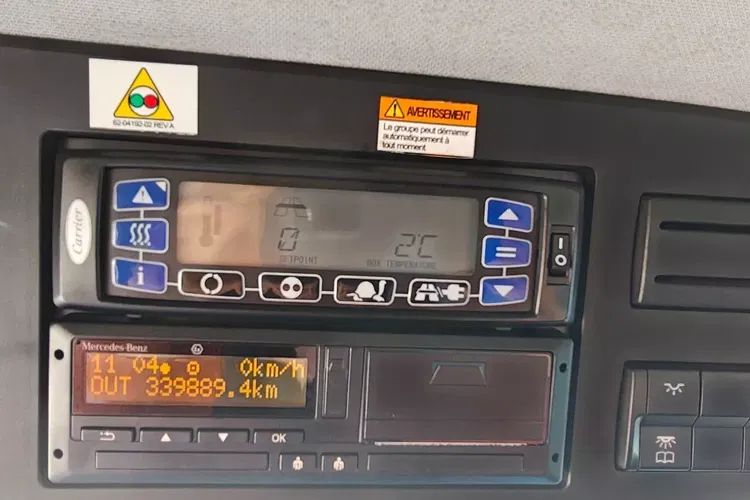 62-04192-02 REV.A
AVERTISSEMENT
Le groupe peut démarrer
automatiquement à
tout moment
Carrier
0
2°C
SETPOINT
BOX TEMPERATURE
i
I
O
Mercedes-Benz
11 04 0km/h
OUT 339889.4km
OK